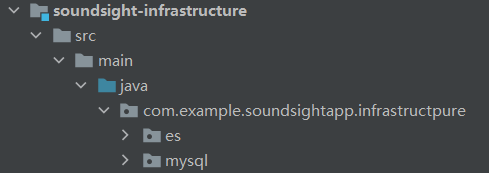 soundsight-infrastructure
src
main
java
com.example.soundsightapp.infrastructpure
es
mysql